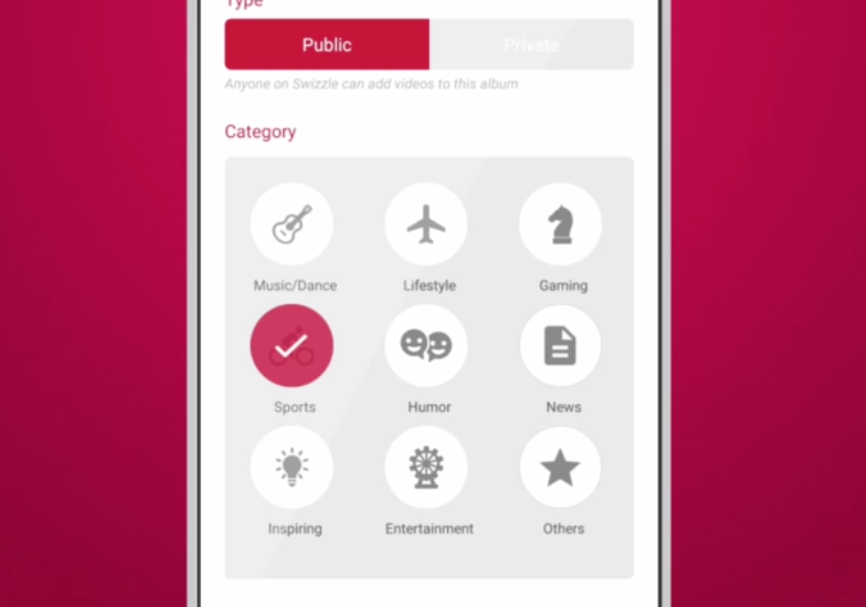 Type
Public Private
Anyone on Swizzle can add videos to this album
Category
Music/Dance Lifestyle Gaming
Sports Humor News
Inspiring Entertainment Others